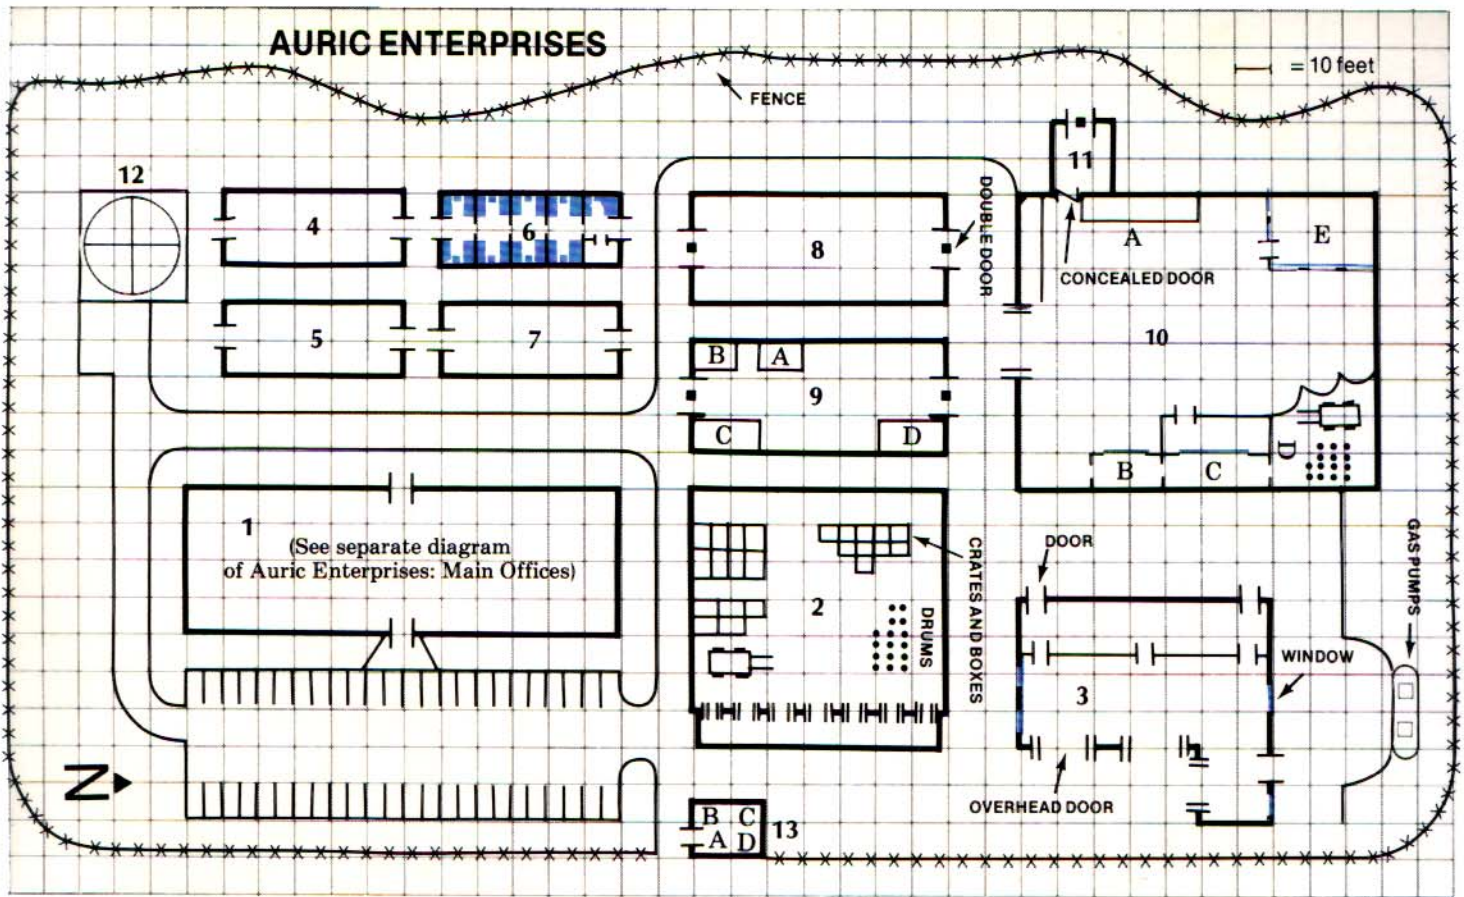 AURIC ENTERPRISES
= 10 feet
FENCE
12
4
6
8
11
DOUBLE DOOR
A
E
CONCEALED DOOR
5
7
B
A
9
C
D
10
B
C
D
1
(See separate diagram
of Auric Enterprises: Main Offices)
2
DRUMS
CRATES AND BOXES
DOOR
GAS PUMPS
WINDOW
3
OVERHEAD DOOR
N
B C
A D
13